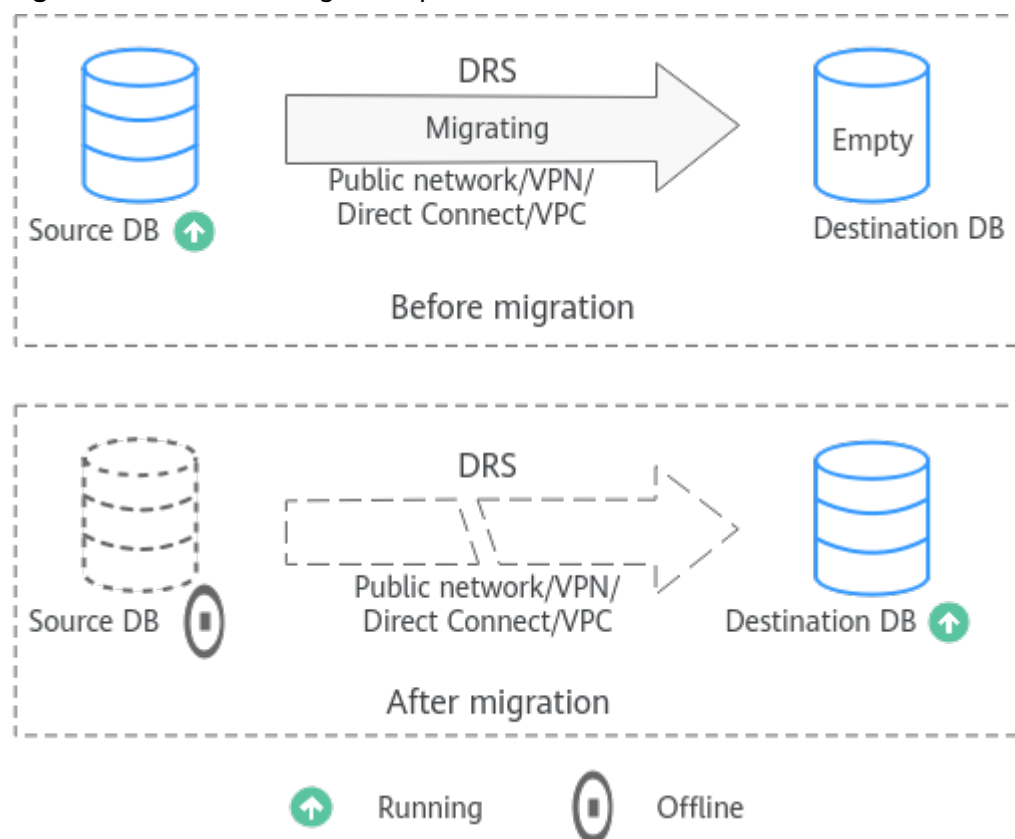 DRS
Migrating
Empty
Public network/VPN/
Direct Connect/VPC
Source DB
Destination DB
Before migration
DRS
Public network/VPN/
Direct Connect/VPC
Source DB
Destination DB
After migration
Running
Offline